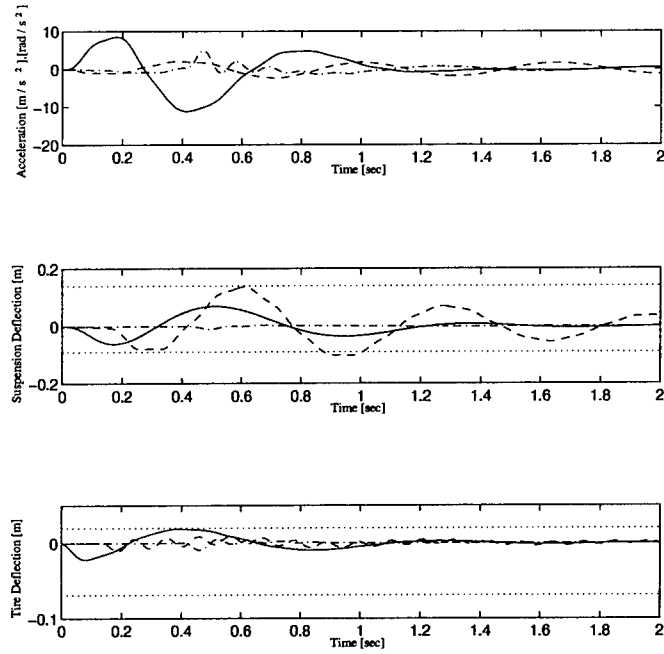 Acceleration [m / s ² ],[rad / s ² ]
10
0
−10
−20
0 0.2 0.4 0.6 0.8 1 1.2 1.4 1.6 1.8 2
Time [sec]
Suspension Deflection [m]
0.2
0
−0.2
0 0.2 0.4 0.6 0.8 1 1.2 1.4 1.6 1.8 2
Time [sec]
Tire Deflection [m]
0
−0.1
0 0.2 0.4 0.6 0.8 1 1.2 1.4 1.6 1.8 2
Time [sec]